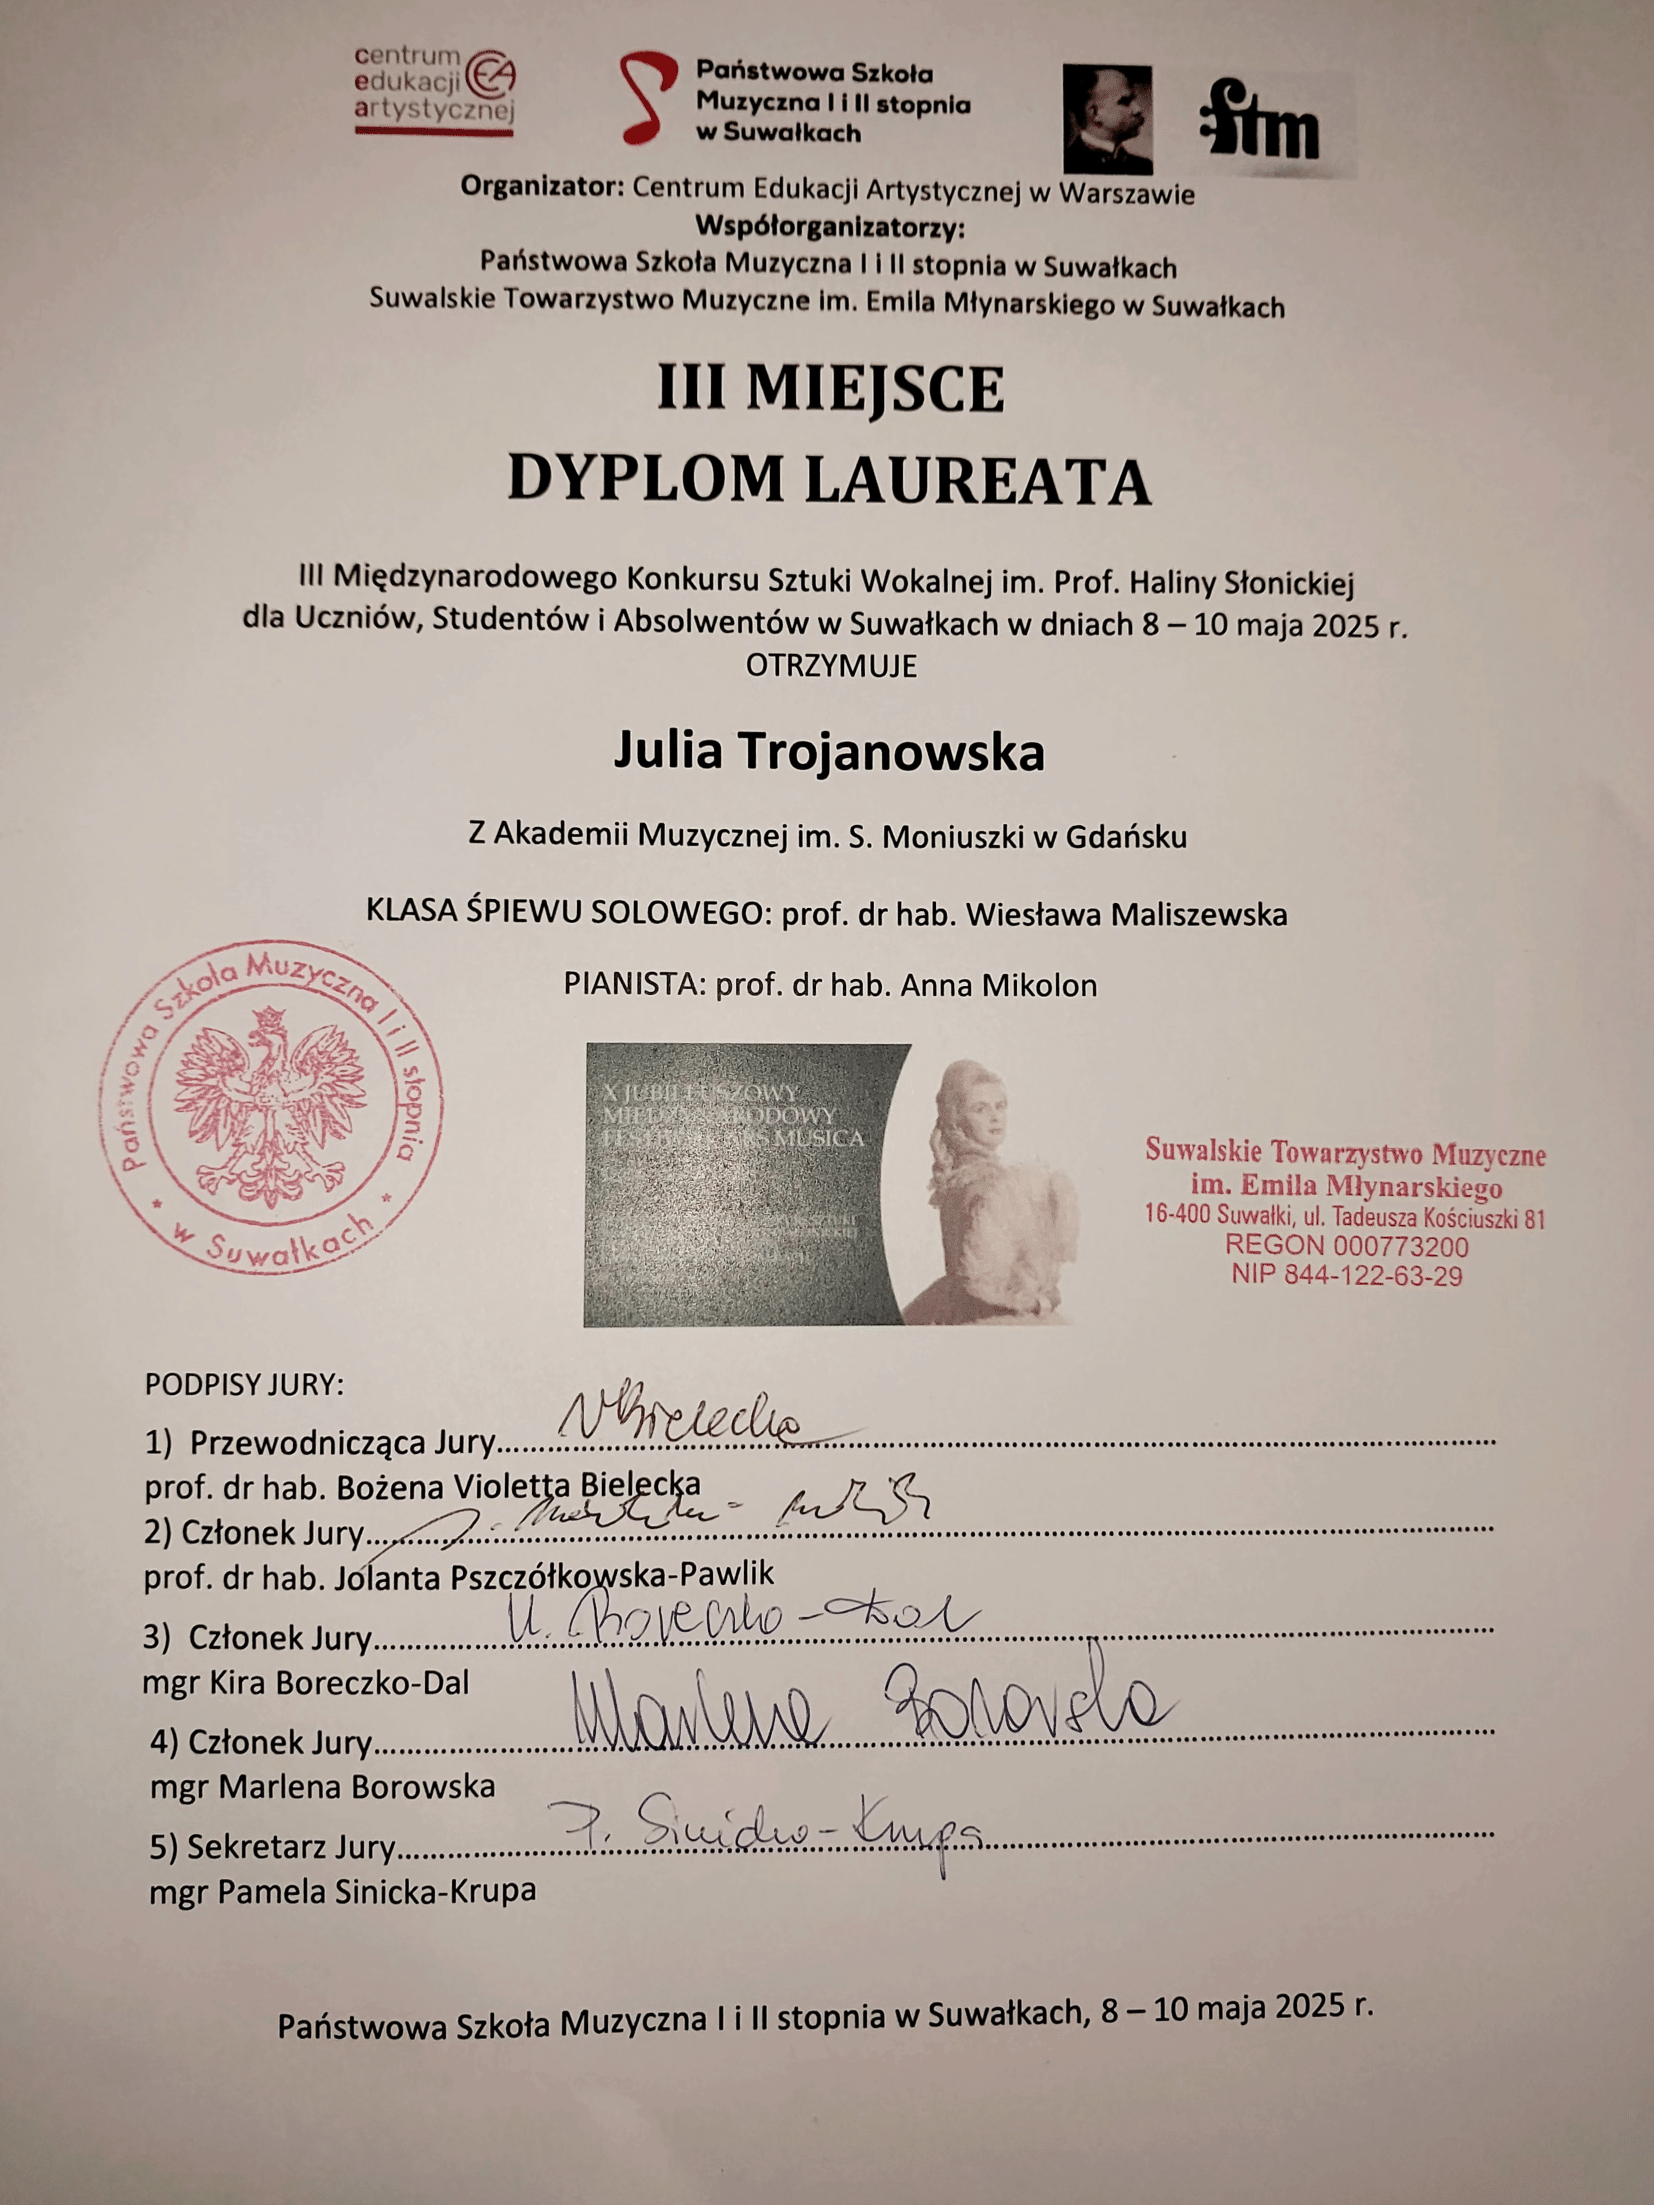 centrum
edukacji
artystycznej
CEA
Państwowa Szkoła
Muzyczna I i II stopnia
w Suwałkach
stm
Organizator: Centrum Edukacji Artystycznej w Warszawie
Współorganizatorzy:
Państwowa Szkoła Muzyczna I i II stopnia w Suwałkach
Suwalskie Towarzystwo Muzyczne im. Emila Młynarskiego w Suwałkach
III MIEJSCE
DYPLOM LAUREATA
III Międzynarodowego Konkursu Sztuki Wokalnej im. Prof. Haliny Słonickiej
dla Uczniów, Studentów i Absolwentów w Suwałkach w dniach 8 – 10 maja 2025 r.
OTRZYMUJE
Julia Trojanowska
Z Akademii Muzycznej im. S. Moniuszki w Gdańsku
KLASA ŚPIEWU SOLOWEGO: prof. dr hab. Wiesława Maliszewska
PIANISTA: prof. dr hab. Anna Mikolon
Państwowa Szkoła Muzyczna I i II stopnia
* w Suwałkach *
X JUBILEUSZOWY
MIĘDZYNARODOWY
MUSICA
Suwalskie Towarzystwo Muzyczne
im. Emila Młynarskiego
16-400 Suwałki, ul. Tadeusza Kościuszki 81
REGON 000773200
NIP 844-122-63-29
PODPISY JURY:
1) Przewodnicząca Jury.......... VBielecka
prof. dr hab. Bożena Violetta Bielecka
2) Członek Jury..........
prof. dr hab. Jolanta Pszczółkowska-Pawlik
3) Członek Jury.......... K. Boreczko-Dal
mgr Kira Boreczko-Dal
4) Członek Jury.......... Marlena Borowska
mgr Marlena Borowska
5) Sekretarz Jury.......... P. Sinicka-Krupa
mgr Pamela Sinicka-Krupa
Państwowa Szkoła Muzyczna I i II stopnia w Suwałkach, 8 – 10 maja 2025 r.